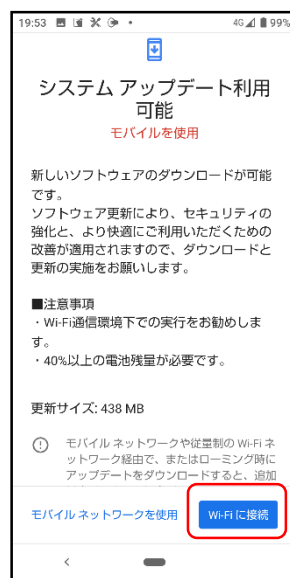 19:53 4G 99%
システム アップデート利用
可能
モバイルを使用
新しいソフトウェアのダウンロードが可能
です。
ソフトウェア更新により、セキュリティの
強化と、より快適にご利用いただくための
改善が適用されますので、ダウンロードと
更新の実施をお願いします。
■注意事項
・Wi-Fi通信環境下での実行をお勧めしま
す。
・40%以上の電池残量が必要です。
更新サイズ: 438 MB
モバイル ネットワークや従量制の Wi-Fi ネ
ットワーク経由で、またはローミング時に
アップデートをダウンロードすると、追加
モバイル ネットワークを使用 Wi-Fi に接続